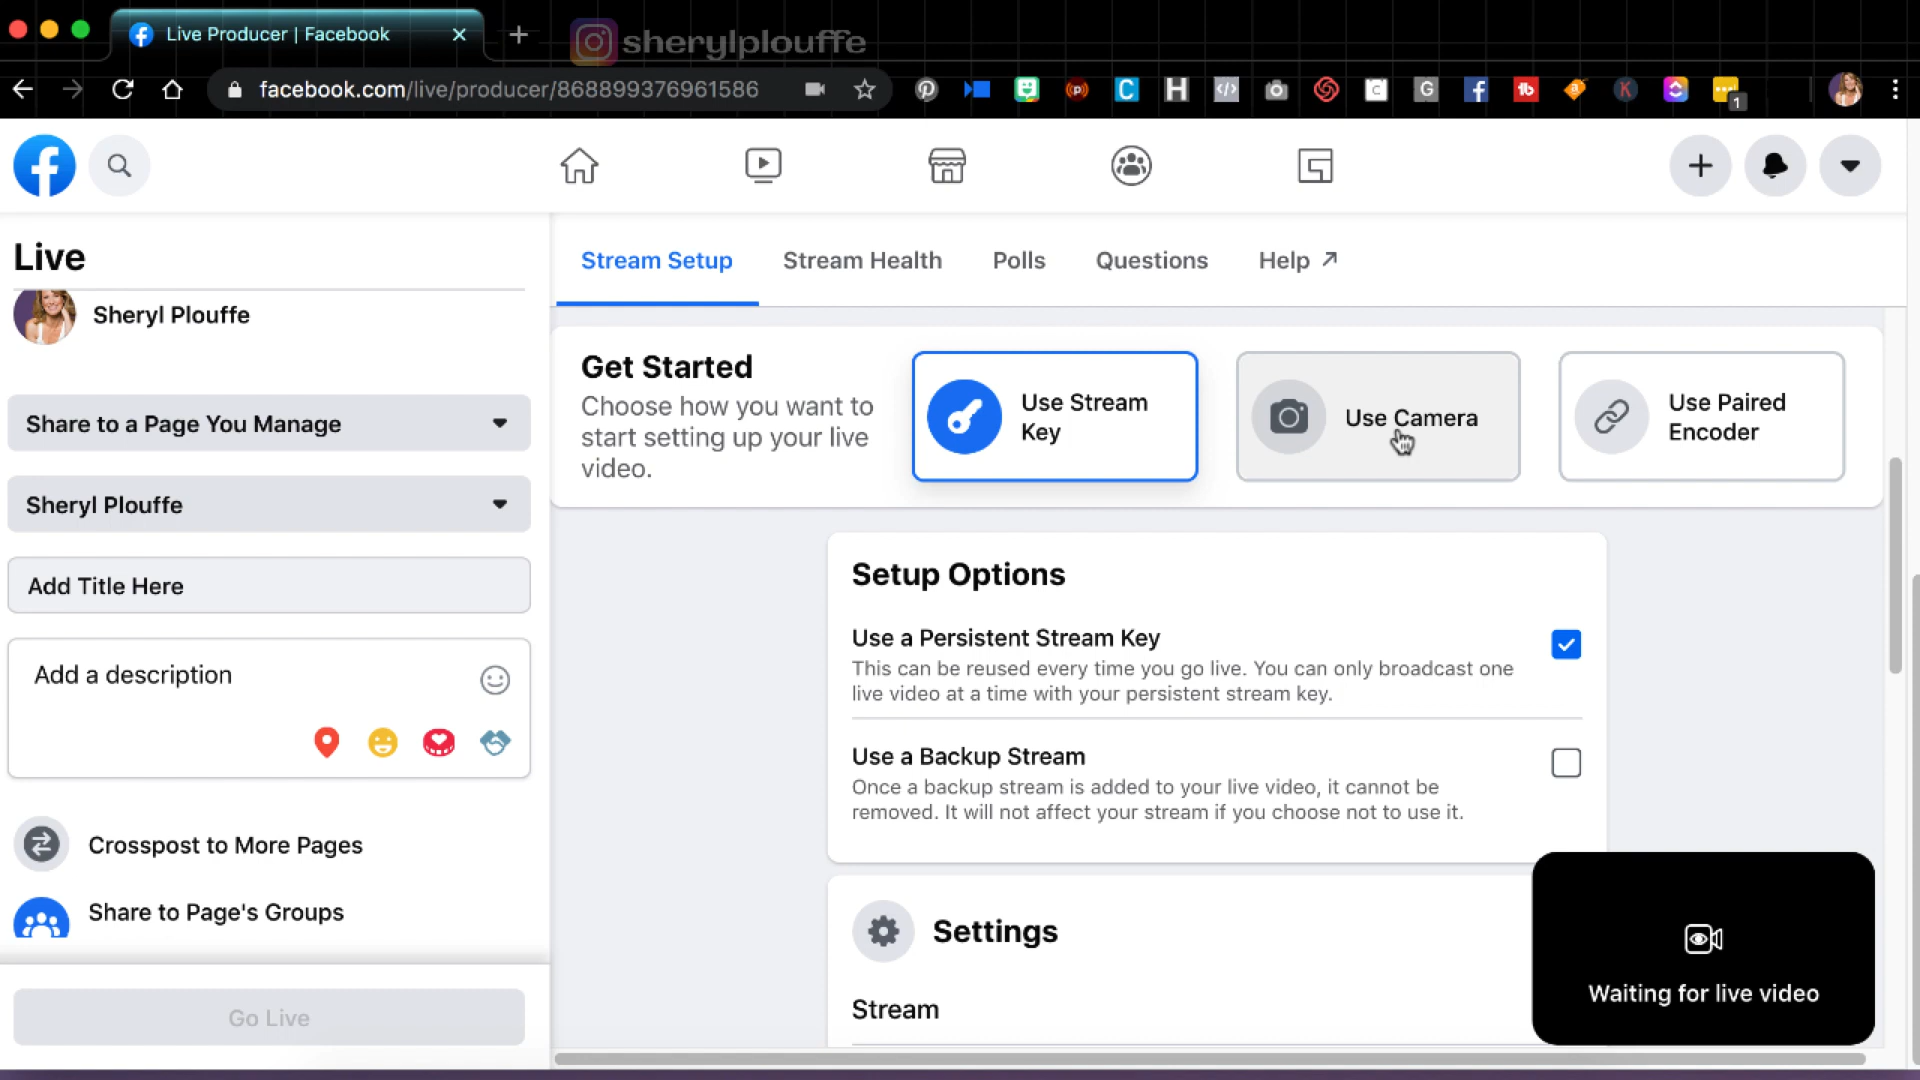 Live Producer | Facebook
sherylplouffe
facebook.com/live/producer/868899376961586
1
Live
Sheryl Plouffe
Share to a Page You Manage
Sheryl Plouffe
Add Title Here
Add a description
Crosspost to More Pages
Share to Page's Groups
Go Live
Stream Setup
Stream Health
Polls
Questions
Help
Get Started
Choose how you want to
start setting up your live
video.
Use Stream
Key
Use Camera
Use Paired
Encoder
Setup Options
Use a Persistent Stream Key
This can be reused every time you go live. You can only broadcast one
live video at a time with your persistent stream key.
Use a Backup Stream
Once a backup stream is added to your live video, it cannot be
removed. It will not affect your stream if you choose not to use it.
Settings
Stream
Waiting for live video